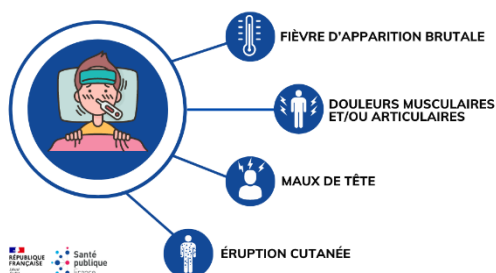 FIÈVRE D'APPARITION BRUTALE
DOULEURS MUSCULAIRES
ET/OU ARTICULAIRES
MAUX DE TÊTE
ÉRUPTION CUTANÉE
RÉPUBLIQUE
FRANÇAISE
Santé
publique